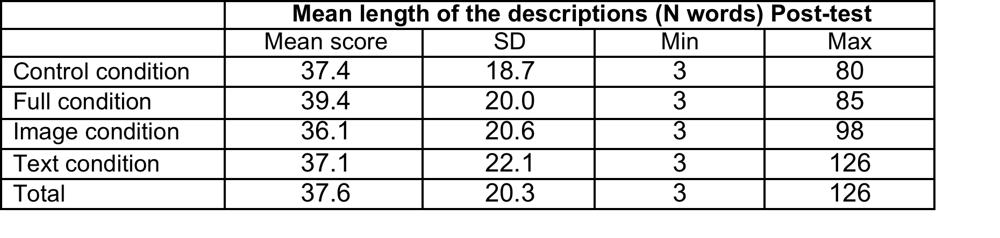 Mean length of the descriptions (N words) Post-test
Mean score SD Min Max
Control condition 37.4 18.7 3 80
Full condition 39.4 20.0 3 85
Image condition 36.1 20.6 3 98
Text condition 37.1 22.1 3 126
Total 37.6 20.3 3 126